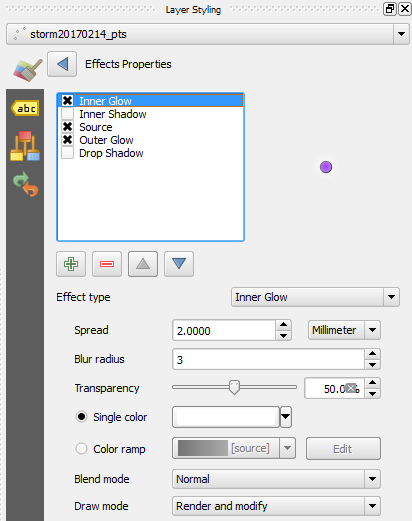 Layer Styling
storm20170214_pts
Effects Properties
abc
Inner Glow
Inner Shadow
Source
Outer Glow
Drop Shadow
Effect type Inner Glow
Spread 2.0000 Millimeter
Blur radius 3
Transparency 50.0%
Single color
Color ramp [source] Edit
Blend mode Normal
Draw mode Render and modify